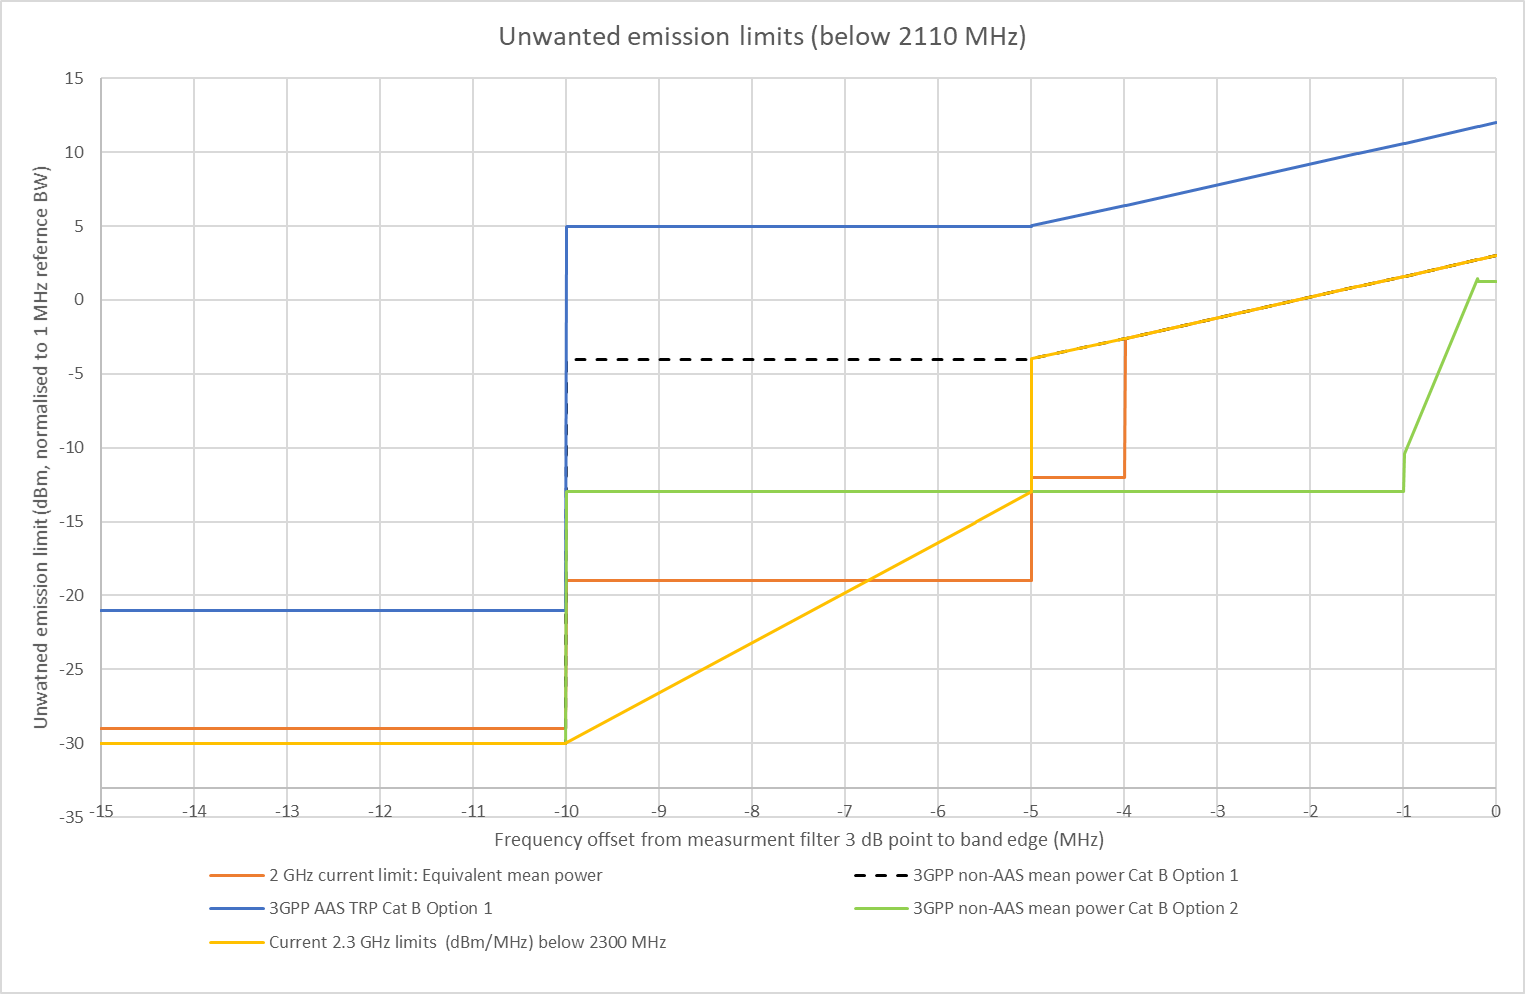 Unwanted emission limits (below 2110 MHz)
Unwatned emission limit (dBm, normalised to 1 MHz refernce BW)
15
10
5
0
-5
-10
-15
-20
-25
-30
-35
-15 -14 -13 -12 -11 -10 -9 -8 -7 -6 -5 -4 -3 -2 -1 0
Frequency offset from measurment filter 3 dB point to band edge (MHz)
2 GHz current limit: Equivalent mean power
3GPP non-AAS mean power Cat B Option 1
3GPP AAS TRP Cat B Option 1
3GPP non-AAS mean power Cat B Option 2
Current 2.3 GHz limits (dBm/MHz) below 2300 MHz